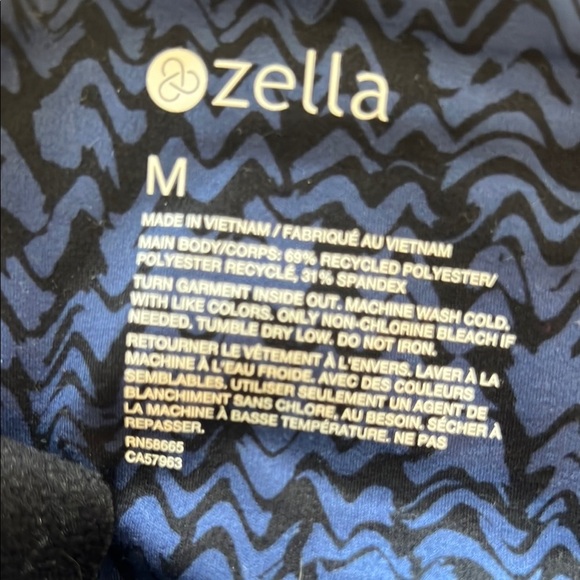 zella
M
MADE IN VIETNAM / FABRIQUÉ AU VIETNAM
MAIN BODY/CORPS: 69% RECYCLED POLYESTER/
POLYESTER RECYCLÉ, 31% SPANDEX
TURN GARMENT INSIDE OUT. MACHINE WASH COLD,
WITH LIKE COLORS. ONLY NON-CHLORINE BLEACH IF
NEEDED. TUMBLE DRY LOW. DO NOT IRON.
RETOURNER LE VÊTEMENT À L'ENVERS. LAVER À LA
MACHINE À L'EAU FROIDE. AVEC DES COULEURS
SEMBLABLES. UTILISER SEULEMENT UN AGENT DE
BLANCHIMENT SANS CHLORE, AU BESOIN. SÉCHER À
LA MACHINE À BASSE TEMPÉRATURE. NE PAS
REPASSER.
RN58665
CA57963